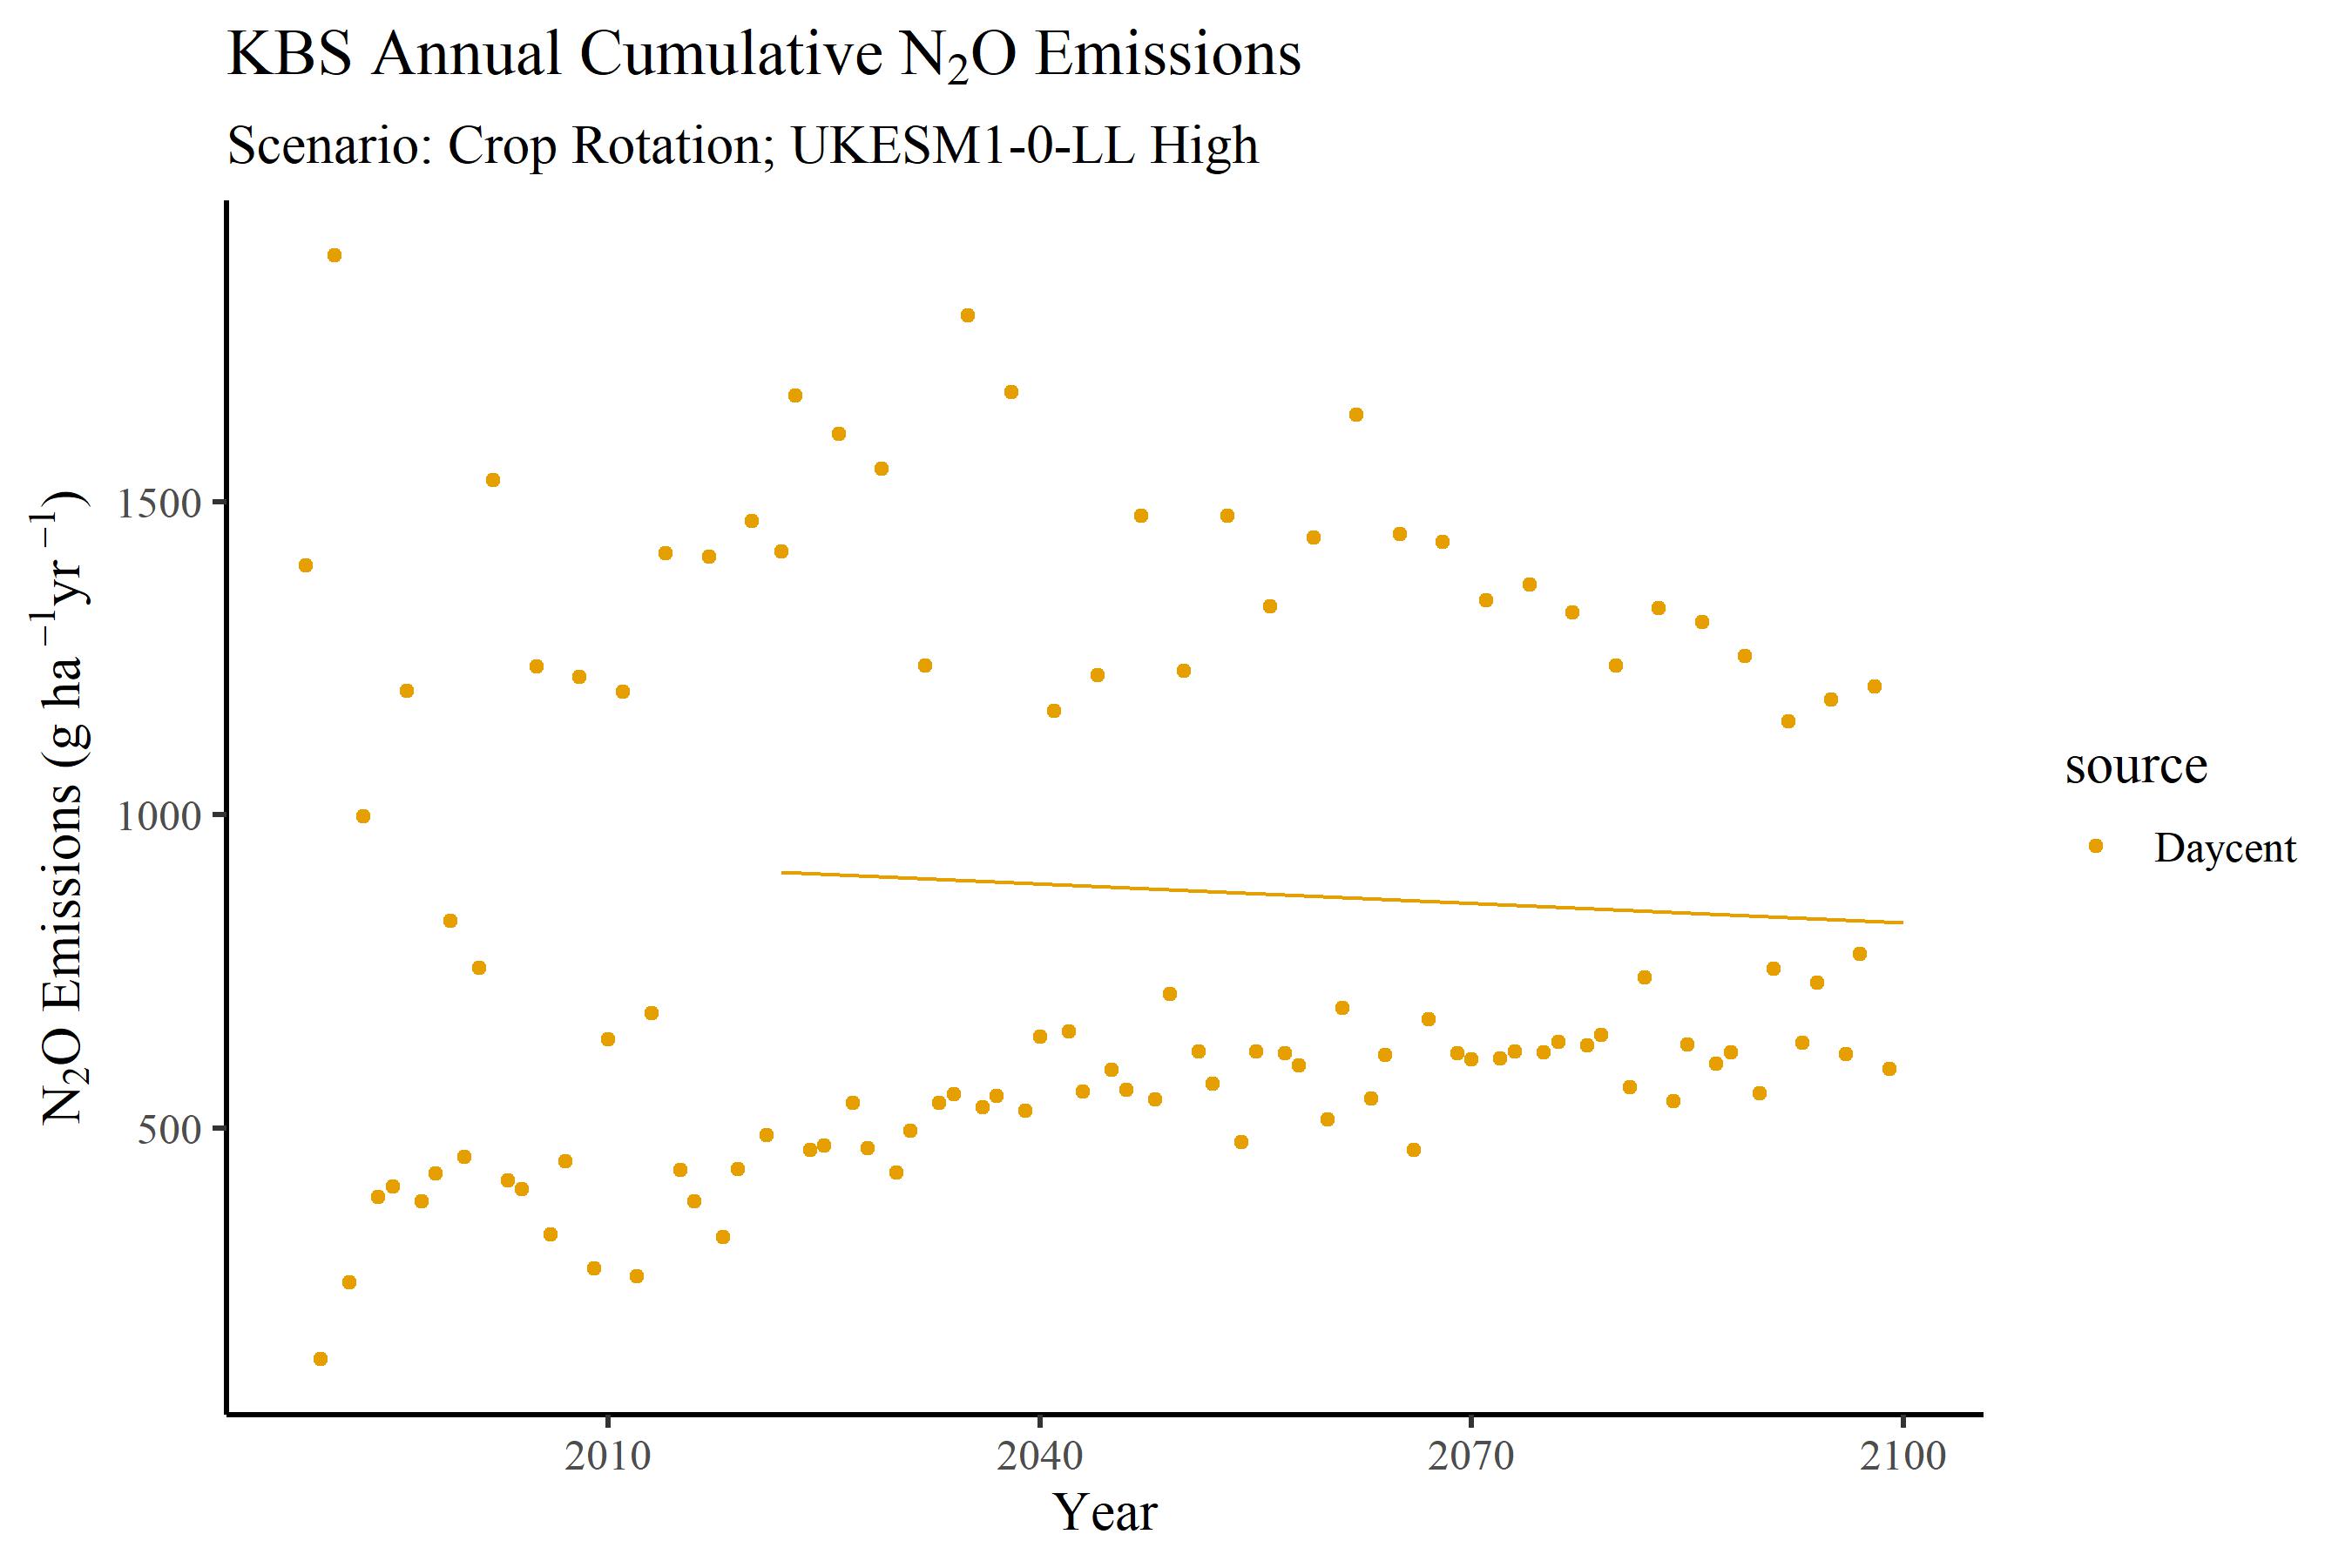 KBS Annual Cumulative N₂O Emissions
Scenario: Crop Rotation; UKESM1-0-LL High
N₂O Emissions (g ha ⁻¹yr ⁻¹)
1500
1000
500
2010
2040
2070
2100
Year
source
Daycent